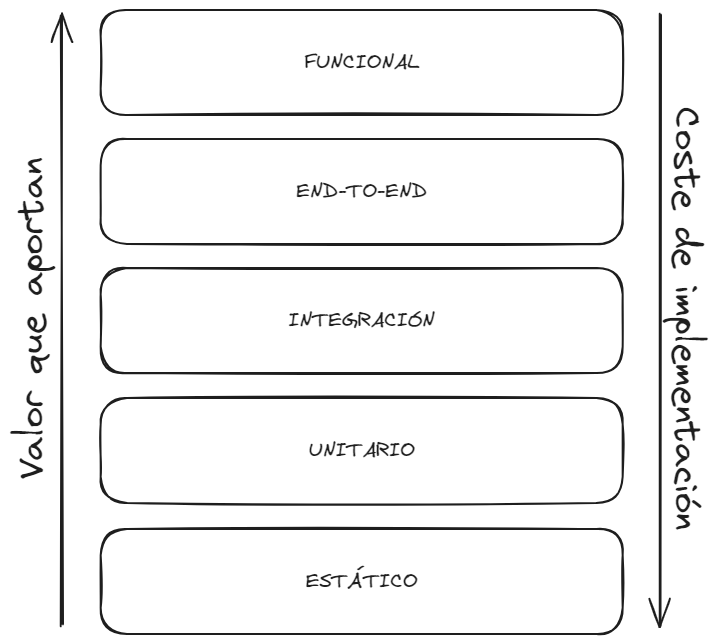 FUNCIONAL
END-TO-END
INTEGRACIÓN
UNITARIO
ESTÁTICO
Valor que aportan
Coste de implementación